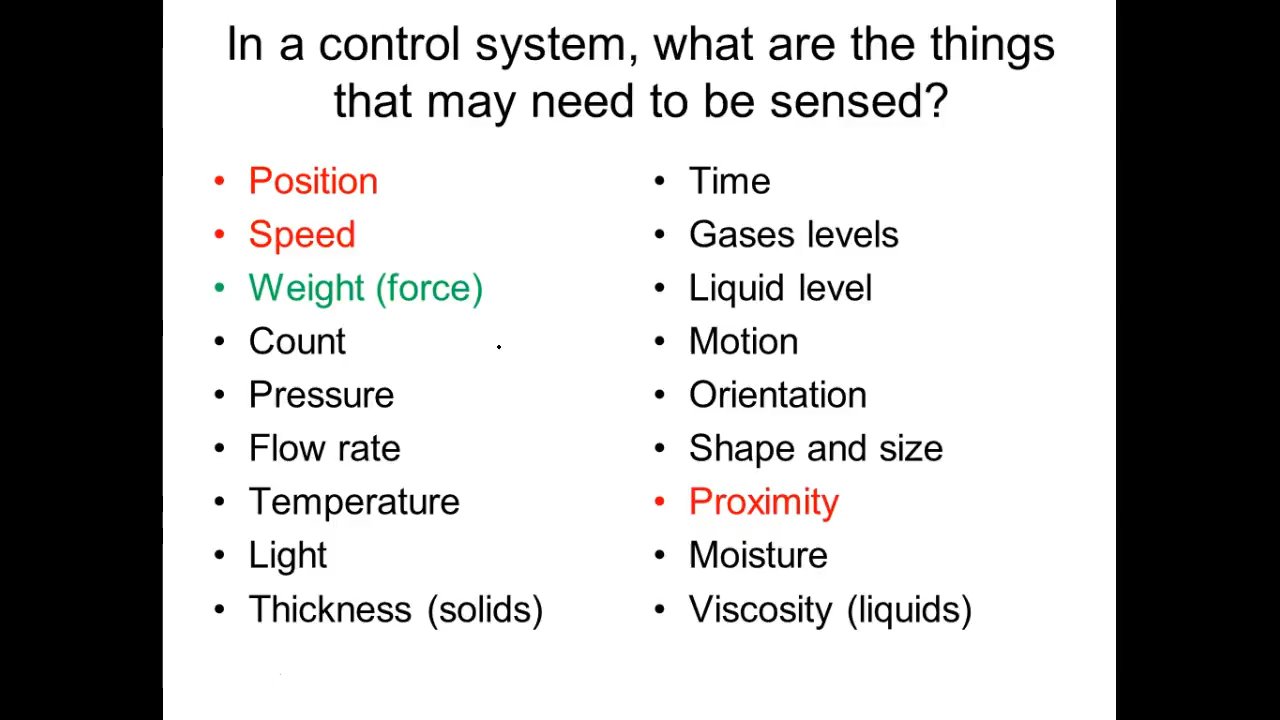 In a control system, what are the things
that may need to be sensed?
• Position
• Speed
• Weight (force)
• Count
• Pressure
• Flow rate
• Temperature
• Light
• Thickness (solids)
• Time
• Gases levels
• Liquid level
• Motion
• Orientation
• Shape and size
• Proximity
• Moisture
• Viscosity (liquids)